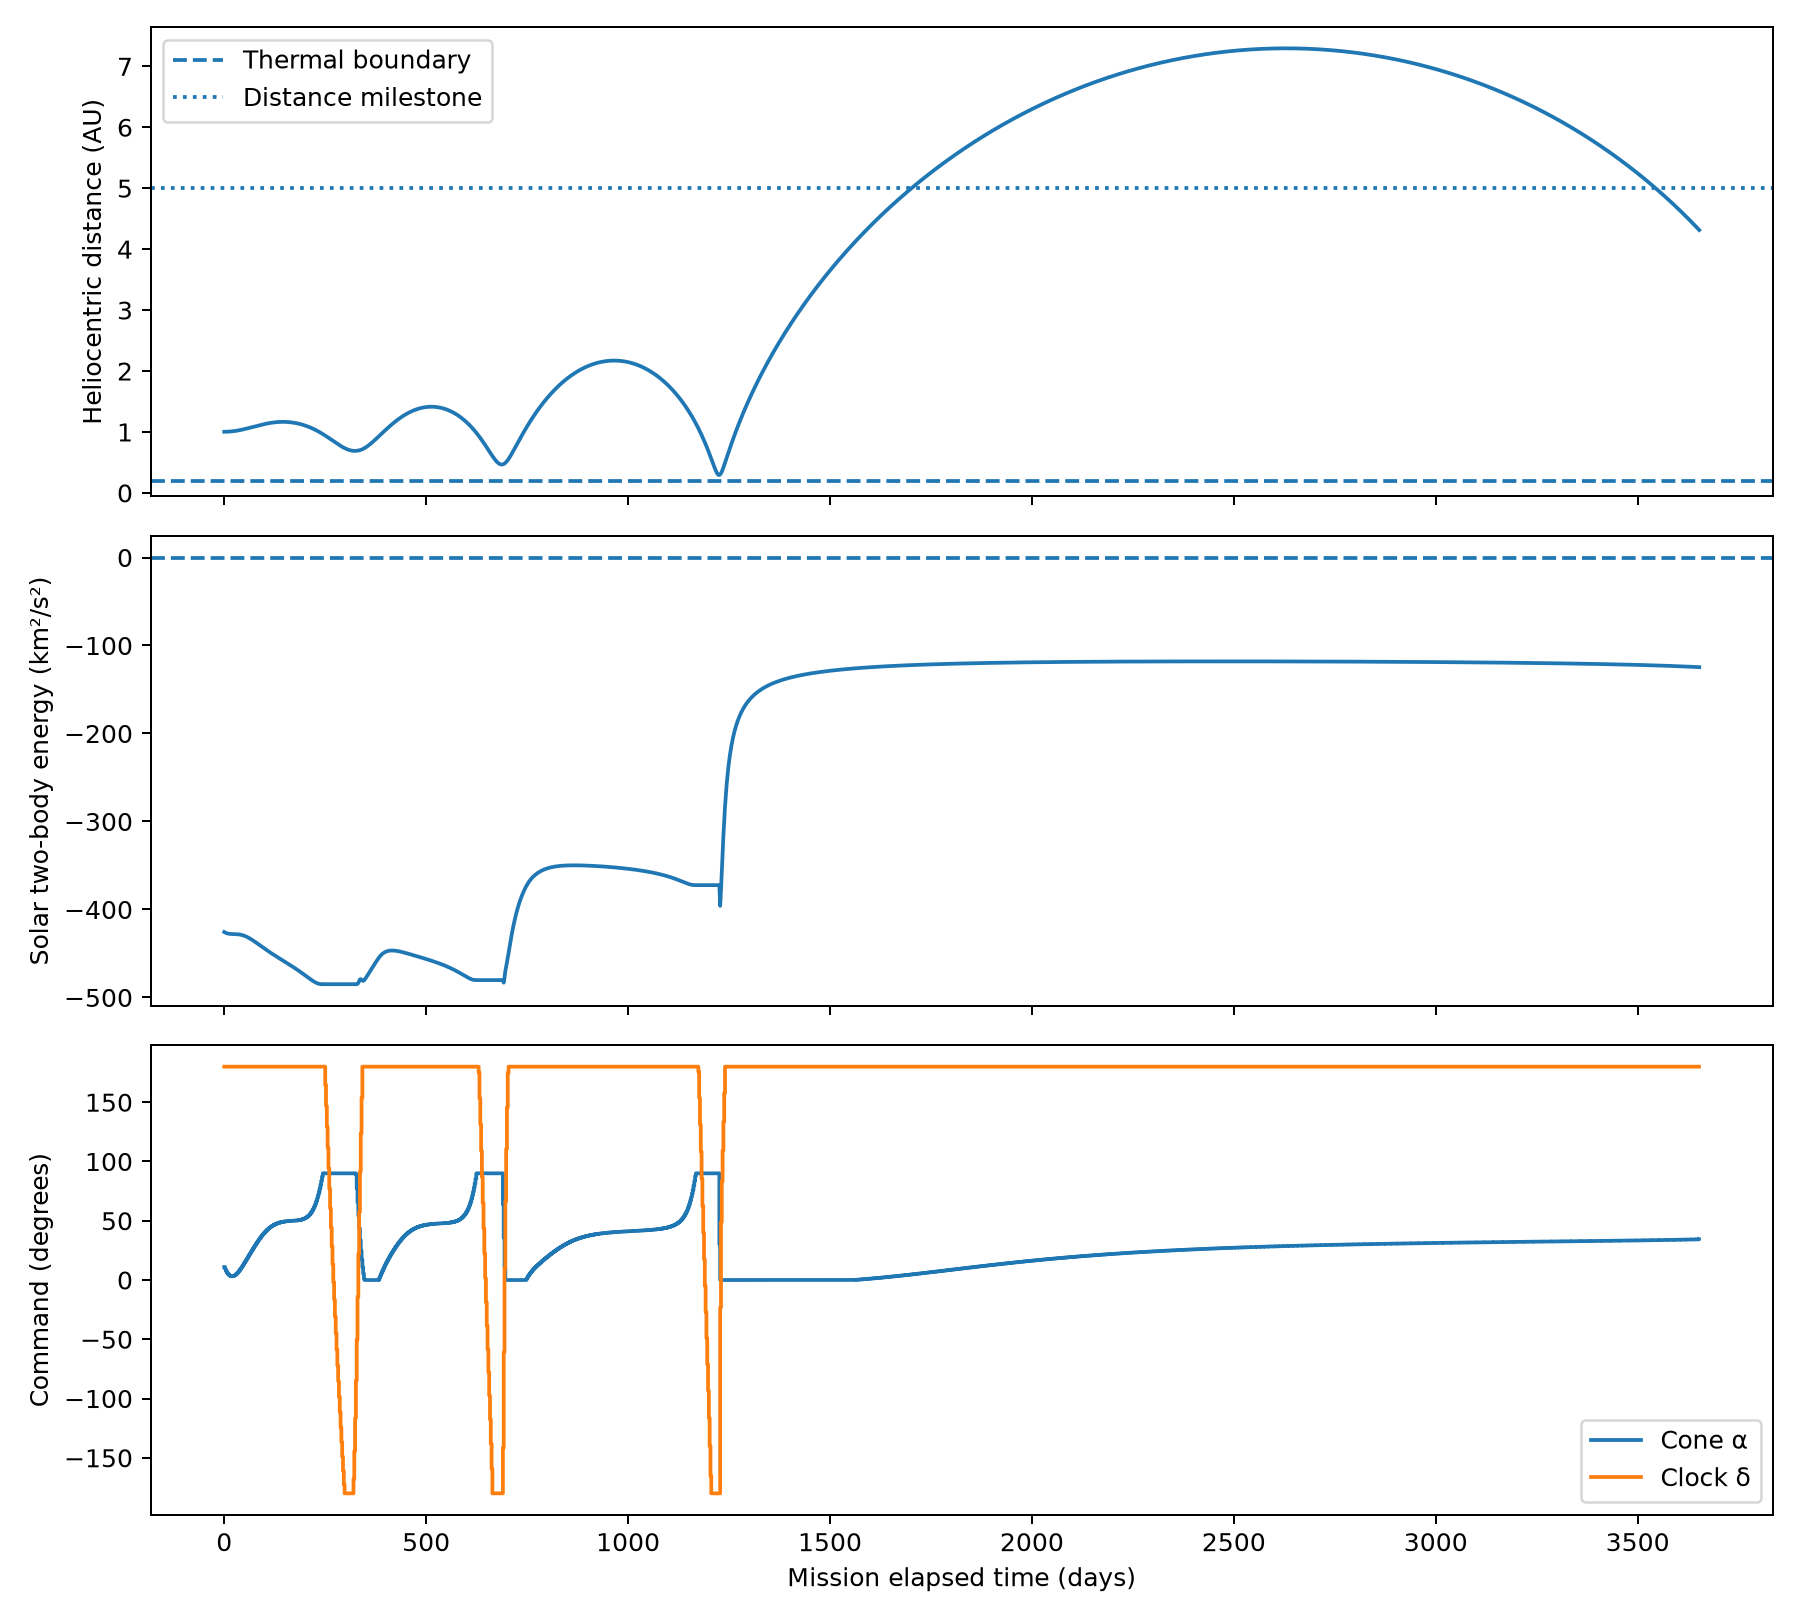 Heliocentric distance (AU)
7
6
5
4
3
2
1
0
Thermal boundary
Distance milestone
Solar two-body energy (km²/s²)
0
−100
−200
−300
−400
−500
Command (degrees)
150
100
50
0
−50
−100
−150
Cone α
Clock δ
0 500 1000 1500 2000 2500 3000 3500
Mission elapsed time (days)